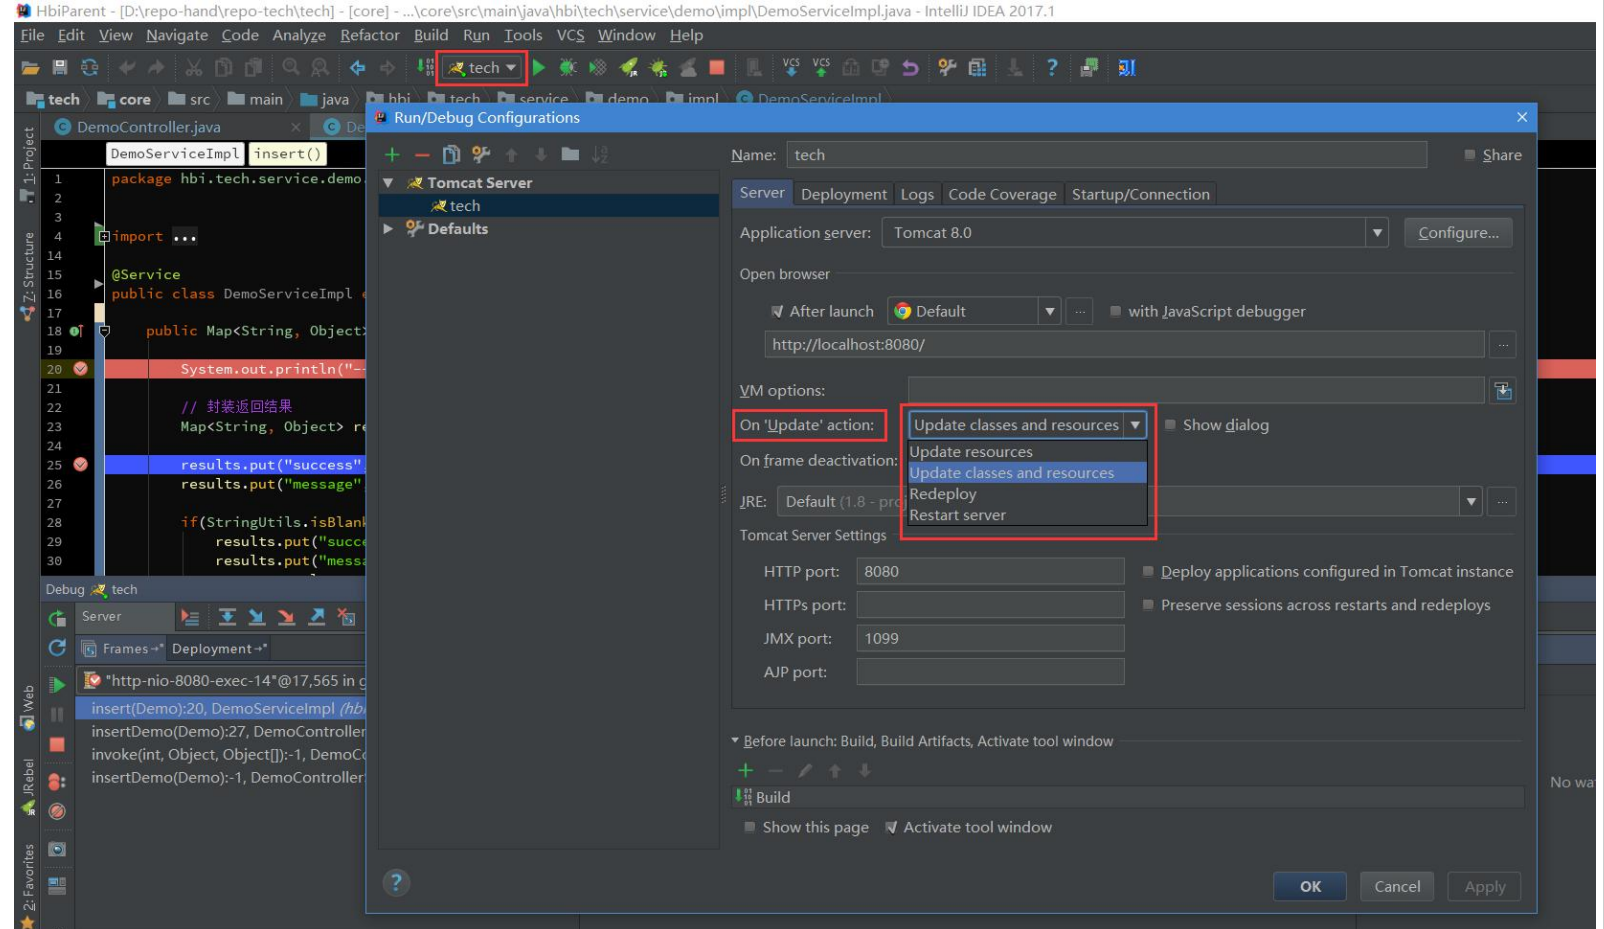 HbiParent - [D:\repo-hand\repo-tech\tech] - [core] - ...\core\src\main\java\hbi\tech\service\demo\impl\DemoServiceImpl.java - IntelliJ IDEA 2017.1
File Edit View Navigate Code Analyze Refactor Build Run Tools VCS Window Help
tech
tech core src main java hbi tech service demo impl DemoServiceImpl
DemoController.java De
DemoServiceImpl insert()
1 package hbi.tech.service.demo.
2
3
4 import ...
14
15 @Service
16 public class DemoServiceImpl
17
18 public Map<String, Object>
19
20 System.out.println("--
21
22 // 封装返回结果
23 Map<String, Object> re
24
25 results.put("success"
26 results.put("message"
27
28 if(StringUtils.isBlank
29 results.put("succe
30 results.put("messa
1: Project
7: Structure
Web
JRebel
2: Favorites
Debug tech
Server
Frames Deployment
"http-nio-8080-exec-14"@17,565 in g
insert(Demo):20, DemoServiceImpl (hb
insertDemo(Demo):27, DemoController
invoke(int, Object, Object[]):-1, DemoCo
insertDemo(Demo):-1, DemoController
No wa
Run/Debug Configurations
Tomcat Server
tech
Defaults
Name: tech Share
Server Deployment Logs Code Coverage Startup/Connection
Application server: Tomcat 8.0 Configure...
Open browser
After launch Default ... with JavaScript debugger
http://localhost:8080/ ...
VM options:
On 'Update' action: Update classes and resources Show dialog
Update resources
Update classes and resources
Redeploy
Restart server
On frame deactivation:
JRE: Default (1.8 - proj ...
Tomcat Server Settings
HTTP port: 8080 Deploy applications configured in Tomcat instance
HTTPs port: Preserve sessions across restarts and redeploys
JMX port: 1099
AJP port:
Before launch: Build, Build Artifacts, Activate tool window
Build
Show this page Activate tool window
OK Cancel Apply